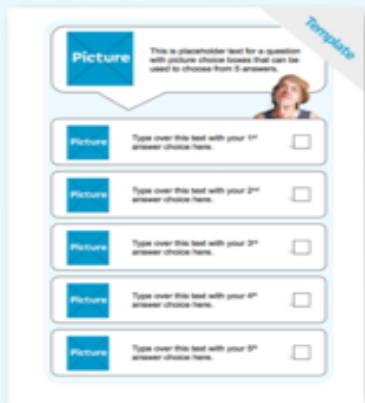 Template
Picture
This is placeholder text for a question
with picture choice boxes that can be
used to choose from 5 answers.
Picture
Type over this text with your 1st
answer choice here.
Picture
Type over this text with your 2nd
answer choice here.
Picture
Type over this text with your 3rd
answer choice here.
Picture
Type over this text with your 4th
answer choice here.
Picture
Type over this text with your 5th
answer choice here.